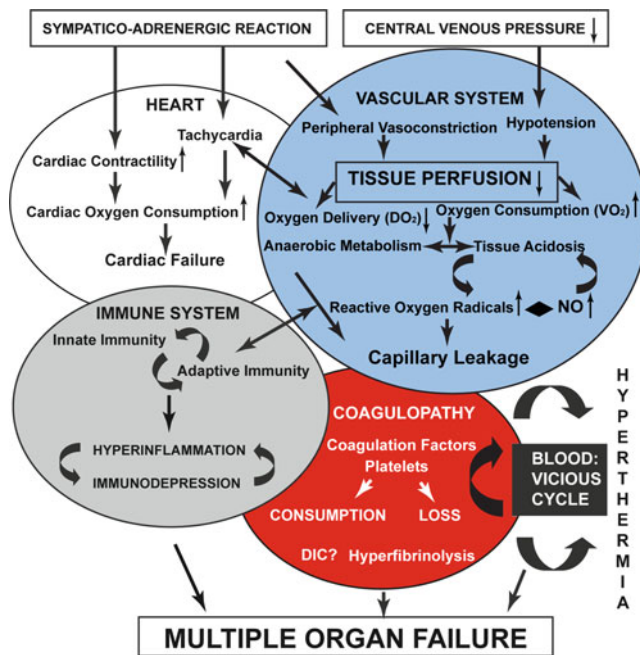 SYMPATICO-ADRENERGIC REACTION
CENTRAL VENOUS PRESSURE ↓
HEART
Tachycardia
Cardiac Contractility ↑
Cardiac Oxygen Consumption ↑
Cardiac Failure
VASCULAR SYSTEM
Peripheral Vasoconstriction
Hypotension
TISSUE PERFUSION ↓
Oxygen Delivery (DO₂) ↓
Oxygen Consumption (VO₂) ↑
Anaerobic Metabolism
Tissue Acidosis
Reactive Oxygen Radicals ↑
NO ↑
Capillary Leakage
IMMUNE SYSTEM
Innate Immunity
Adaptive Immunity
HYPERINFLAMMATION
IMMUNODEPRESSION
COAGULOPATHY
Coagulation Factors
Platelets
CONSUMPTION
LOSS
DIC?
Hyperfibrinolysis
BLOOD:
VICIOUS
CYCLE
HYPERTHERMIA
MULTIPLE ORGAN FAILURE